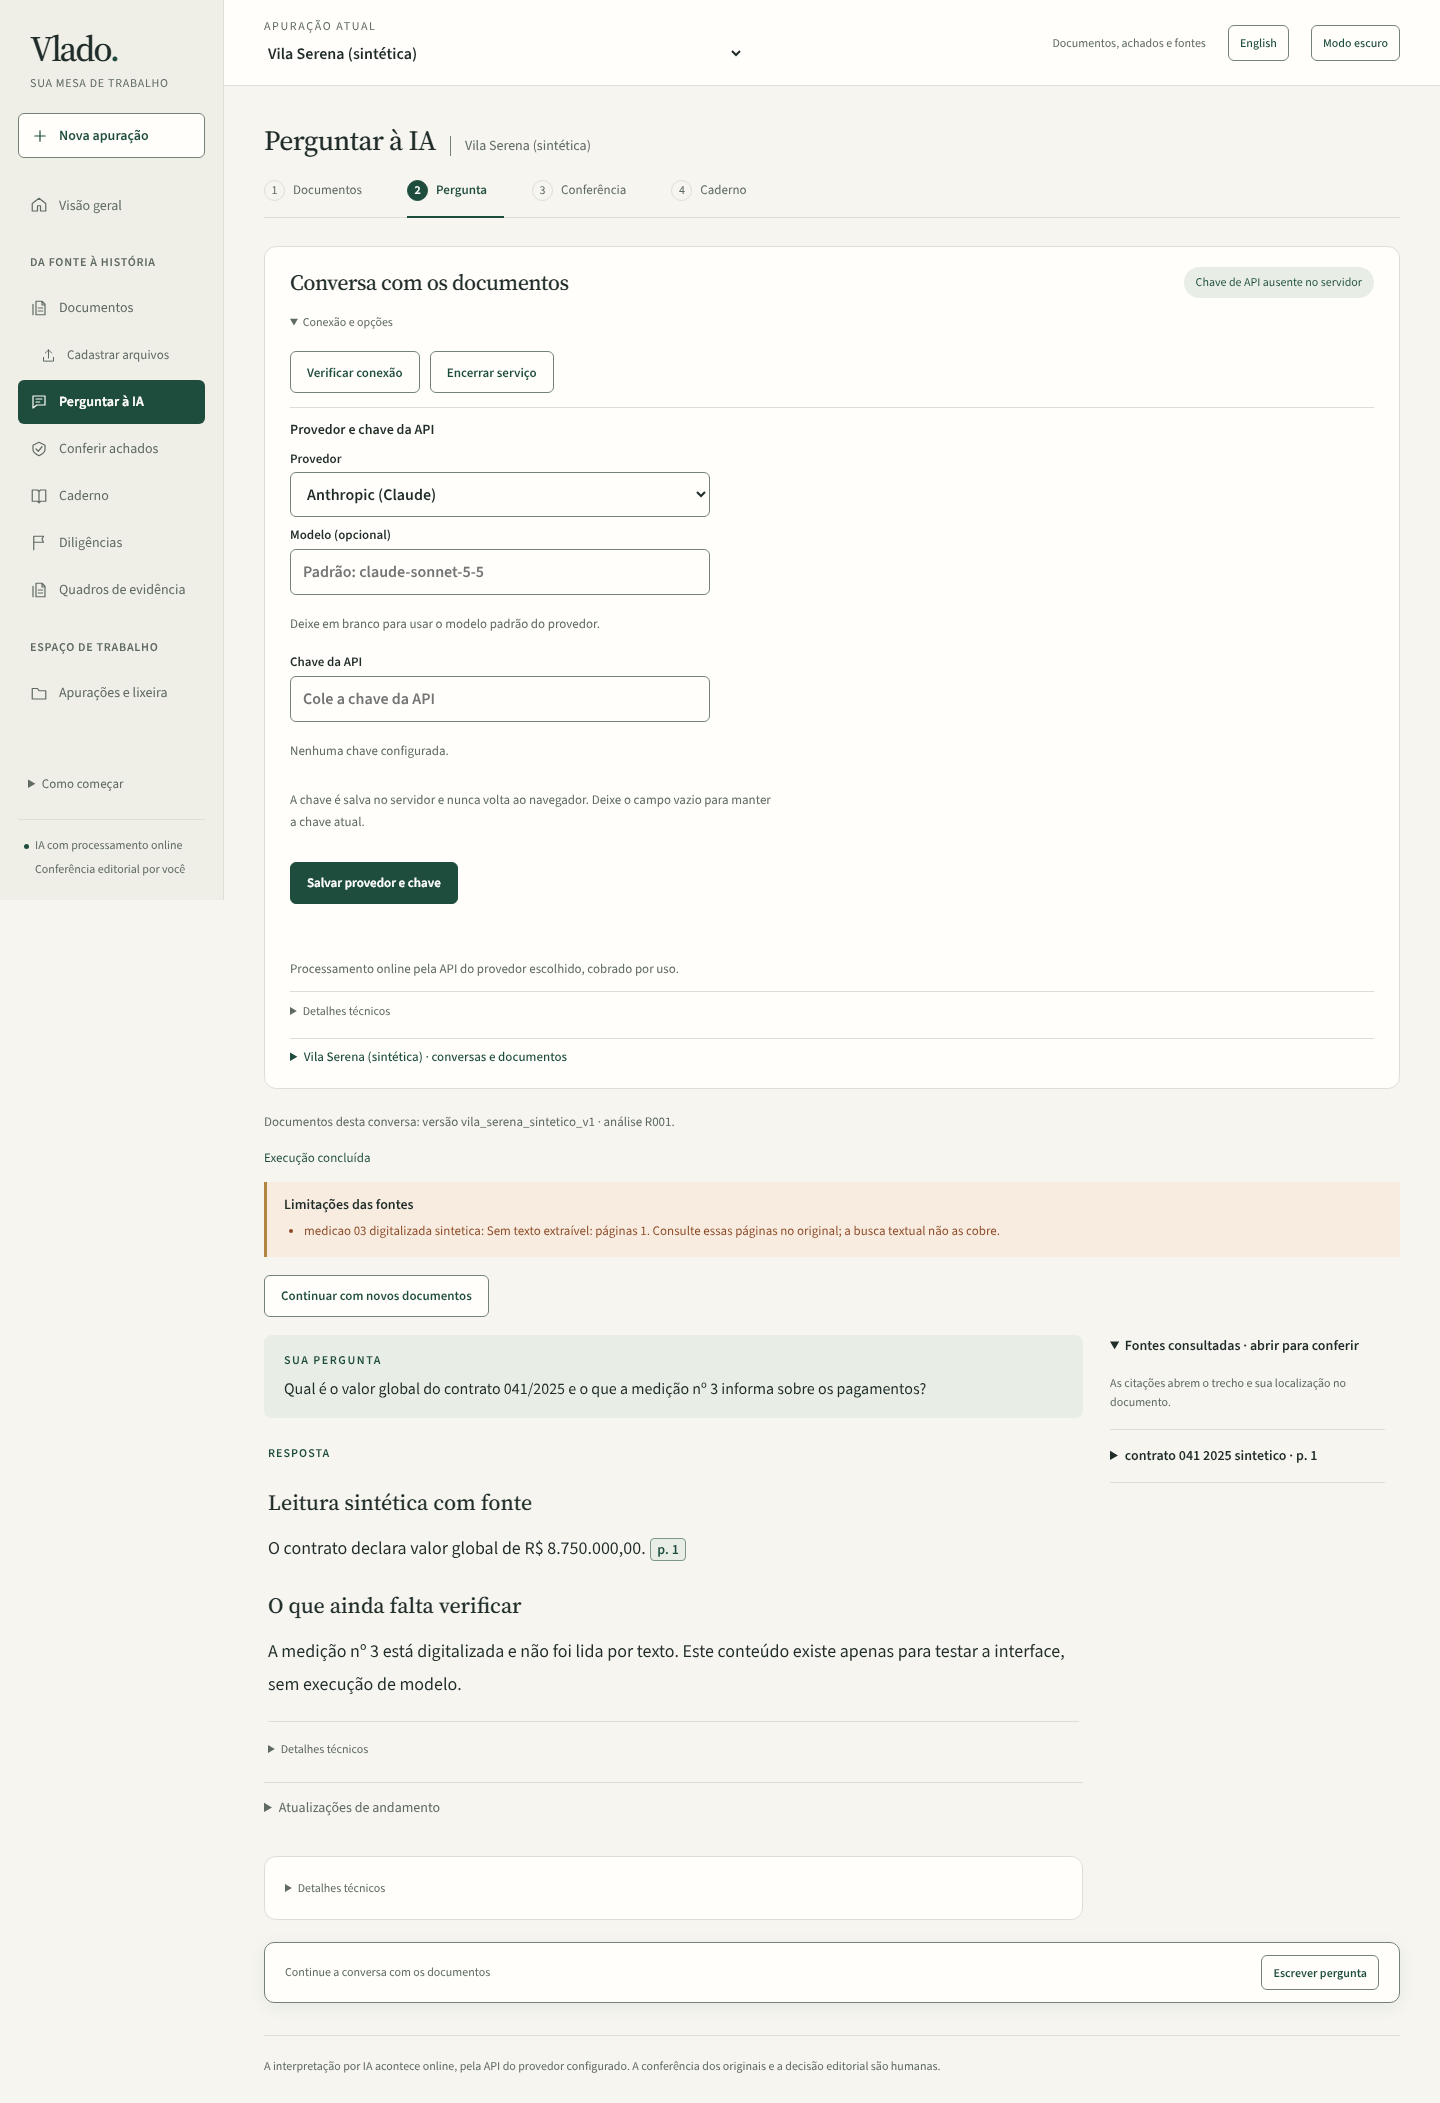 Vlado.
SUA MESA DE TRABALHO
Nova apuração
Visão geral
DA FONTE À HISTÓRIA
Documentos
Cadastrar arquivos
Perguntar à IA
Conferir achados
Caderno
Diligências
Quadros de evidência
ESPAÇO DE TRABALHO
Apurações e lixeira
Como começar
IA com processamento online
Conferência editorial por você
APURAÇÃO ATUAL
Vila Serena (sintética)
Documentos, achados e fontes
English
Modo escuro
Perguntar à IA
Vila Serena (sintética)
1 Documentos
2 Pergunta
3 Conferência
4 Caderno
Conversa com os documentos
Chave de API ausente no servidor
Conexão e opções
Verificar conexão
Encerrar serviço
Provedor e chave da API
Provedor
Anthropic (Claude)
Modelo (opcional)
Padrão: claude-sonnet-5-5
Deixe em branco para usar o modelo padrão do provedor.
Chave da API
Cole a chave da API
Nenhuma chave configurada.
A chave é salva no servidor e nunca volta ao navegador. Deixe o campo vazio para manter
a chave atual.
Salvar provedor e chave
Processamento online pela API do provedor escolhido, cobrado por uso.
Detalhes técnicos
Vila Serena (sintética) · conversas e documentos
Documentos desta conversa: versão vila_serena_sintetico_v1 · análise R001.
Execução concluída
Limitações das fontes
• medicao 03 digitalizada sintetica: Sem texto extraível: páginas 1. Consulte essas páginas no original; a busca textual não as cobre.
Continuar com novos documentos
SUA PERGUNTA
Qual é o valor global do contrato 041/2025 e o que a medição nº 3 informa sobre os pagamentos?
RESPOSTA
Leitura sintética com fonte
O contrato declara valor global de R$ 8.750.000,00. p. 1
O que ainda falta verificar
A medição nº 3 está digitalizada e não foi lida por texto. Este conteúdo existe apenas para testar a interface,
sem execução de modelo.
Detalhes técnicos
Atualizações de andamento
Detalhes técnicos
Fontes consultadas · abrir para conferir
As citações abrem o trecho e sua localização no
documento.
contrato 041 2025 sintetico · p. 1
Continue a conversa com os documentos
Escrever pergunta
A interpretação por IA acontece online, pela API do provedor configurado. A conferência dos originais e a decisão editorial são humanas.